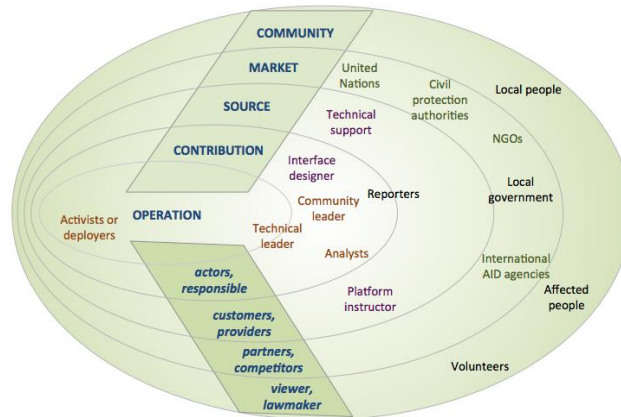 COMMUNITY
MARKET
SOURCE
CONTRIBUTION
OPERATION
United
Nations
Civil
protection
authorities
Local people
Technical
support
NGOs
Interface
designer
Reporters
Local
government
Activists or
deployers
Community
leader
Technical
leader
Analysts
International
AID agencies
Affected
people
Platform
instructor
Volunteers
actors,
responsible
customers,
providers
partners,
competitors
viewer,
lawmaker